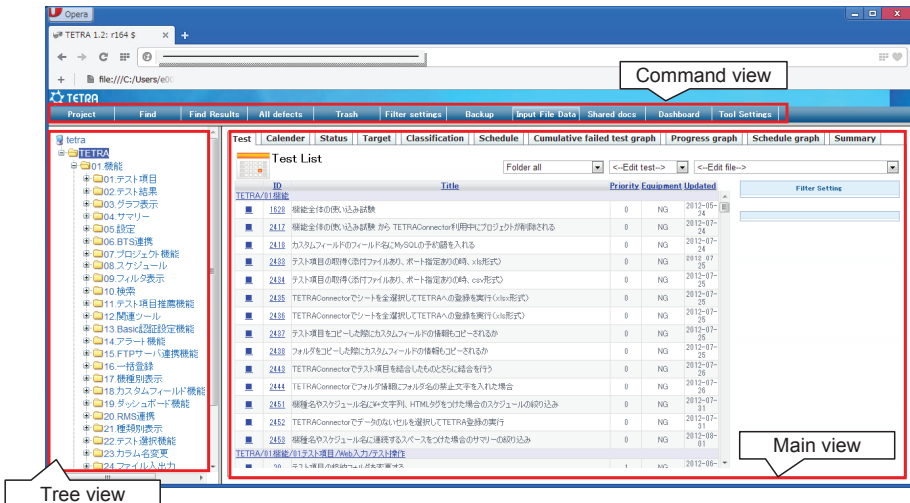 Opera
TETRA 1.2: r164 $
file:///C:/Users/e00
Command view
TETRA
Project Find Find Results All defects Trash Filter settings Backup Input File Data Shared docs Dashboard Tool Settings
tetra
TETRA
01.機能
01.テスト項目
02.テスト結果
03.グラフ表示
04.サマリー
05.設定
06.BTS連携
07.プロジェクト機能
08.スケジュール
09.フィルタ表示
10.検索
11.テスト項目推薦機能
12.関連ツール
13.Basic認証設定機能
14.アラート機能
15.FTPサーバ連携機能
16.一括登録
17.機種別表示
18.カスタムフィールド機能
19.ダッシュボード機能
20.RMS連携
21.種類別表示
22.テスト選択機能
23.カラム名変更
24.ファイル入出力
Tree view
Test Calender Status Target Classification Schedule Cumulative failed test graph Progress graph Schedule graph Summary
Test List
Folder all <--Edit test--> <--Edit file-->
ID Title Priority Equipment Updated
Filter Setting
TETRA/01機能
1628 機能全体の使い込み試験 0 NG 2012-05-24
2417 機能全体の使い込み試験 から TETRAConnector利用中にプロジェクトが削除される 0 NG 2012-07-24
2418 カスタムフィールドのフィールド名にMySQLの予約語を入れる 0 NG 2012-07-24
2433 テスト項目の取得(添付ファイルあり、ポート指定ありの時、xls形式) 0 NG 2012-07-25
2434 テスト項目の取得(添付ファイルあり、ポート指定ありの時、csv形式) 0 NG 2012-07-25
2435 TETRAConnectorでシートを全選択してTETRAへの登録を実行(xlsx形式) 0 NG 2012-07-25
2436 TETRAConnectorでシートを全選択してTETRAへの登録を実行(xls形式) 0 NG 2012-07-25
2437 テスト項目をコピーした際にカスタムフィールドの情報もコピーされるか 0 NG 2012-07-25
2438 フォルダをコピーした際にカスタムフィールドの情報もコピーされるか 0 NG 2012-07-25
2443 TETRAConnectorでテスト項目を結合したものとさらに結合を行う 0 NG 2012-07-26
2444 TETRAConnectorでフォルダ情報にフォルダ名の禁止文字を入れた場合 0 NG 2012-07-26
2451 機種名やスケジュール名に¥+文字列、HTMLタグをつけた場合のスケジュールの絞り込み 0 NG 2012-07-31
2452 TETRAConnectorでデータのないセルを選択してTETRA登録の実行 0 NG 2012-07-31
2453 機種名やスケジュール名に連続するスペースをつけた場合のサマリーの絞り込み 0 NG 2012-08-01
TETRA/01機能/01テスト項目/Web入力/テスト操作
20 テスト項目の格納フォルダを変更する 1 NG 2012-06-
Main view